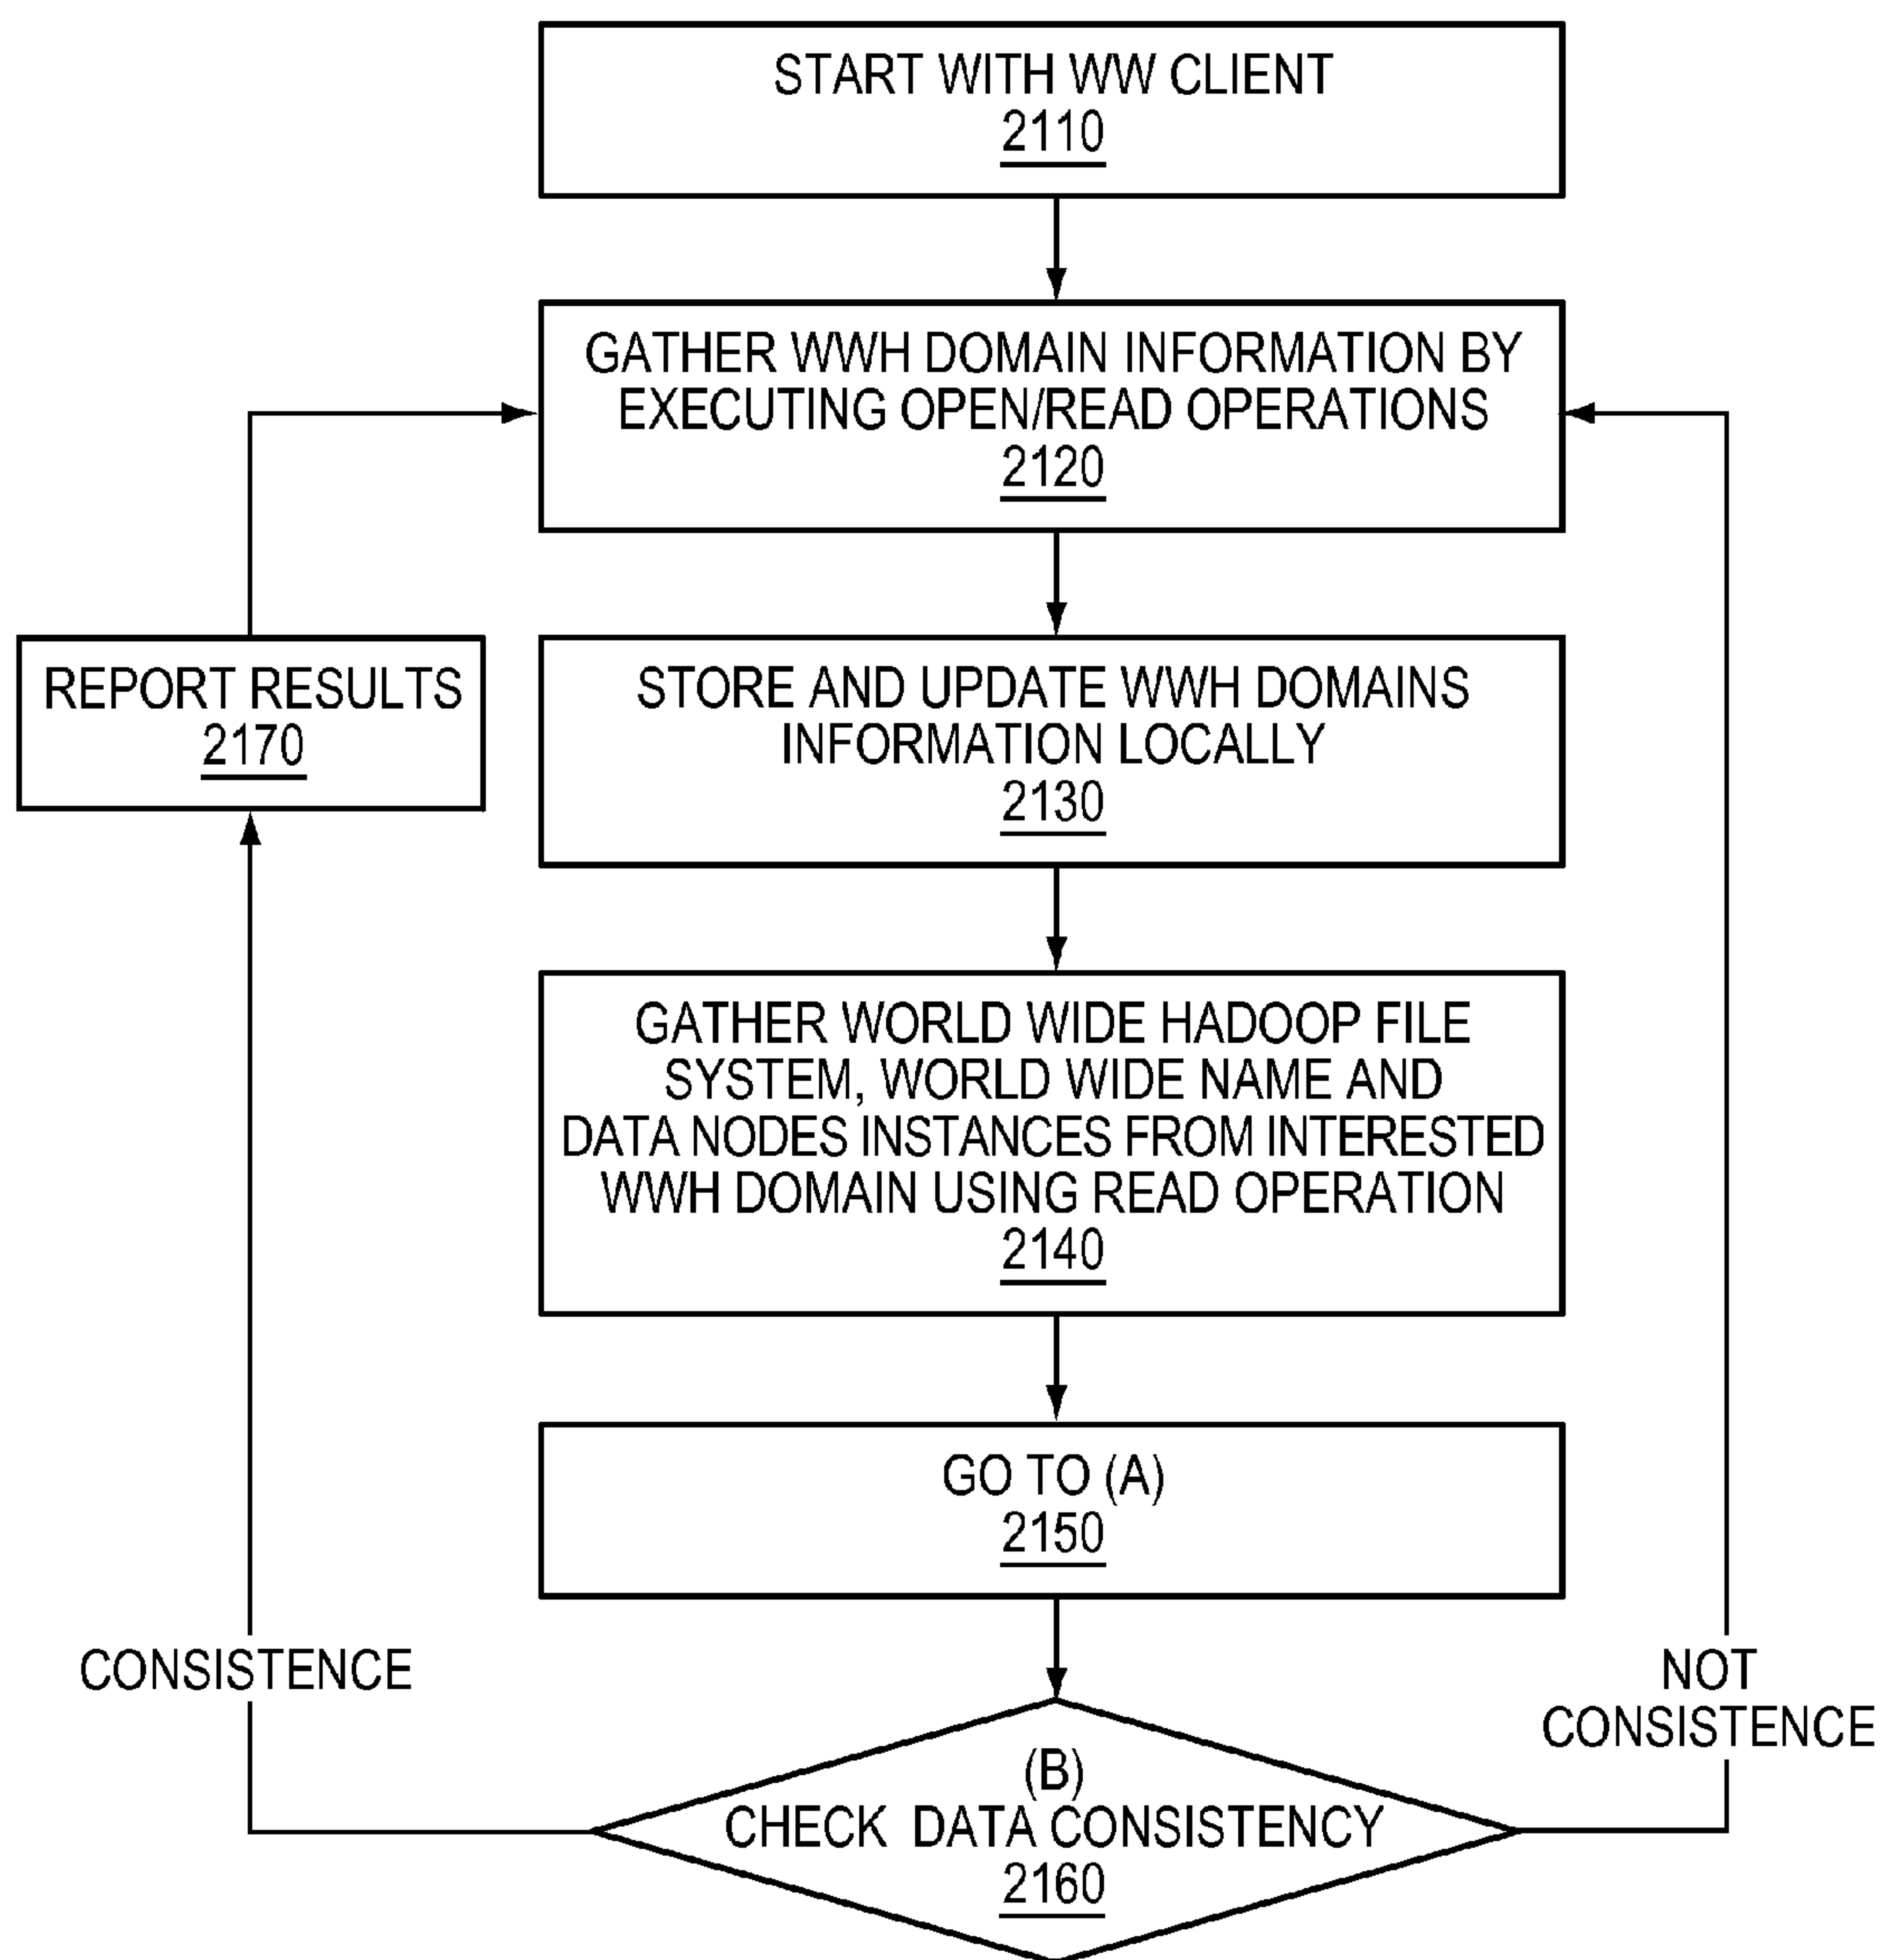 START WITH WW CLIENT
2110
GATHER WWH DOMAIN INFORMATION BY
EXECUTING OPEN/READ OPERATIONS
2120
REPORT RESULTS
2170
STORE AND UPDATE WWH DOMAINS
INFORMATION LOCALLY
2130
GATHER WORLD WIDE HADOOP FILE
SYSTEM, WORLD WIDE NAME AND
DATA NODES INSTANCES FROM INTERESTED
WWH DOMAIN USING READ OPERATION
2140
GO TO (A)
2150
CONSISTENCE
NOT
CONSISTENCE
(B)
CHECK DATA CONSISTENCY
2160